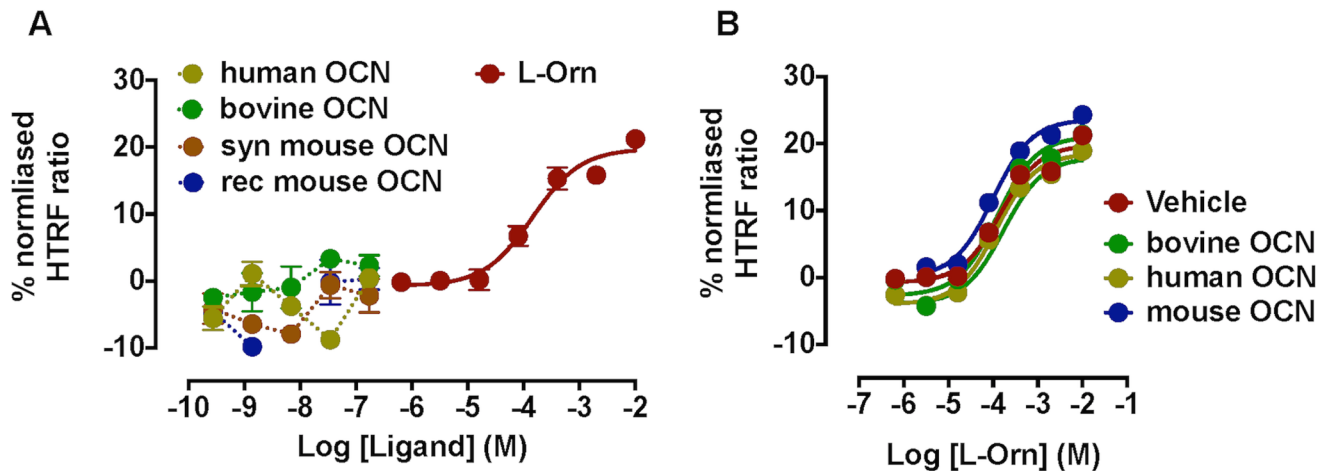 A
human OCN
bovine OCN
syn mouse OCN
rec mouse OCN
L-Orn
% normliased
HTRF ratio
30
20
10
0
-10
-10 -9 -8 -7 -6 -5 -4 -3 -2
Log [Ligand] (M)
B
% normliased
HTRF ratio
30
20
10
0
-10
-7 -6 -5 -4 -3 -2 -1
Log [L-Orn] (M)
Vehicle
bovine OCN
human OCN
mouse OCN